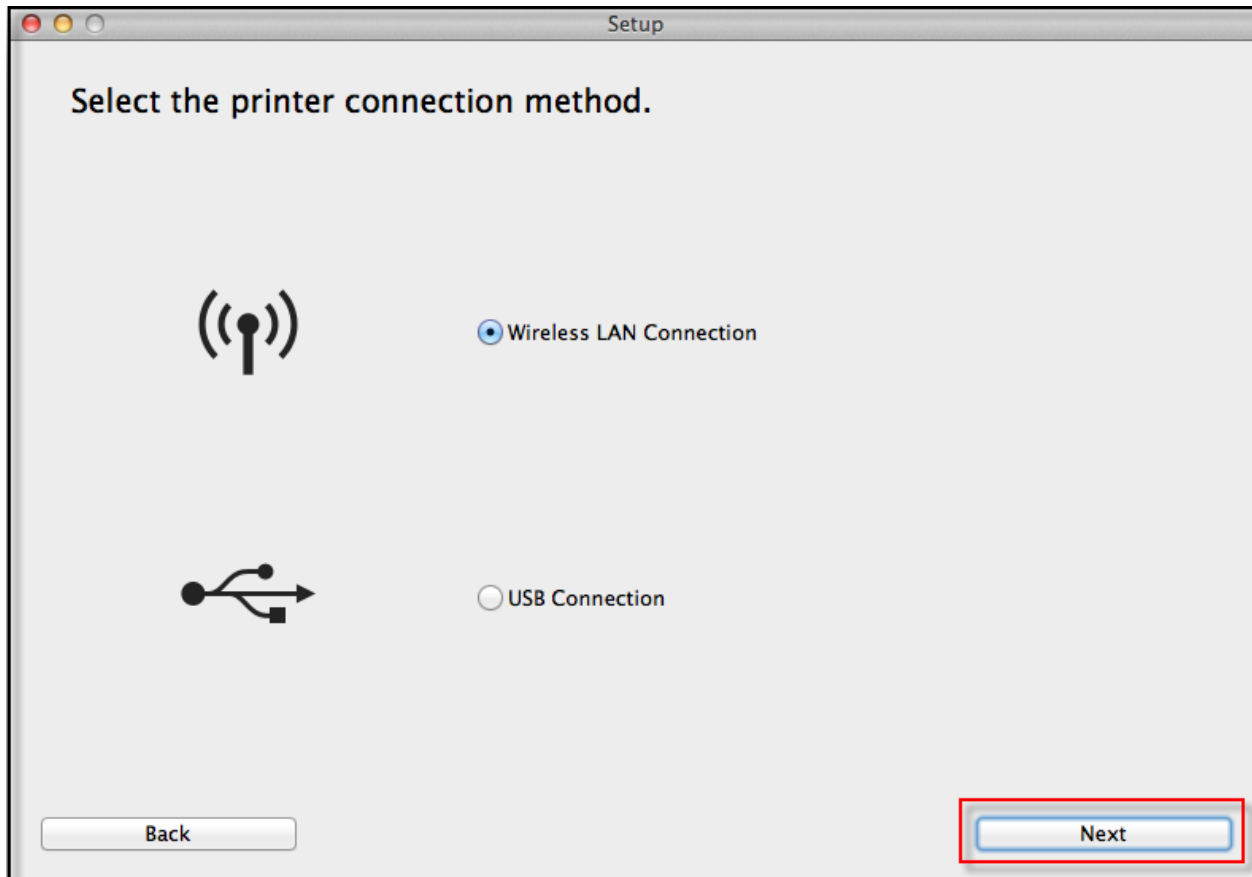 Setup
Select the printer connection method.
Wireless LAN Connection
USB Connection
Back
Next